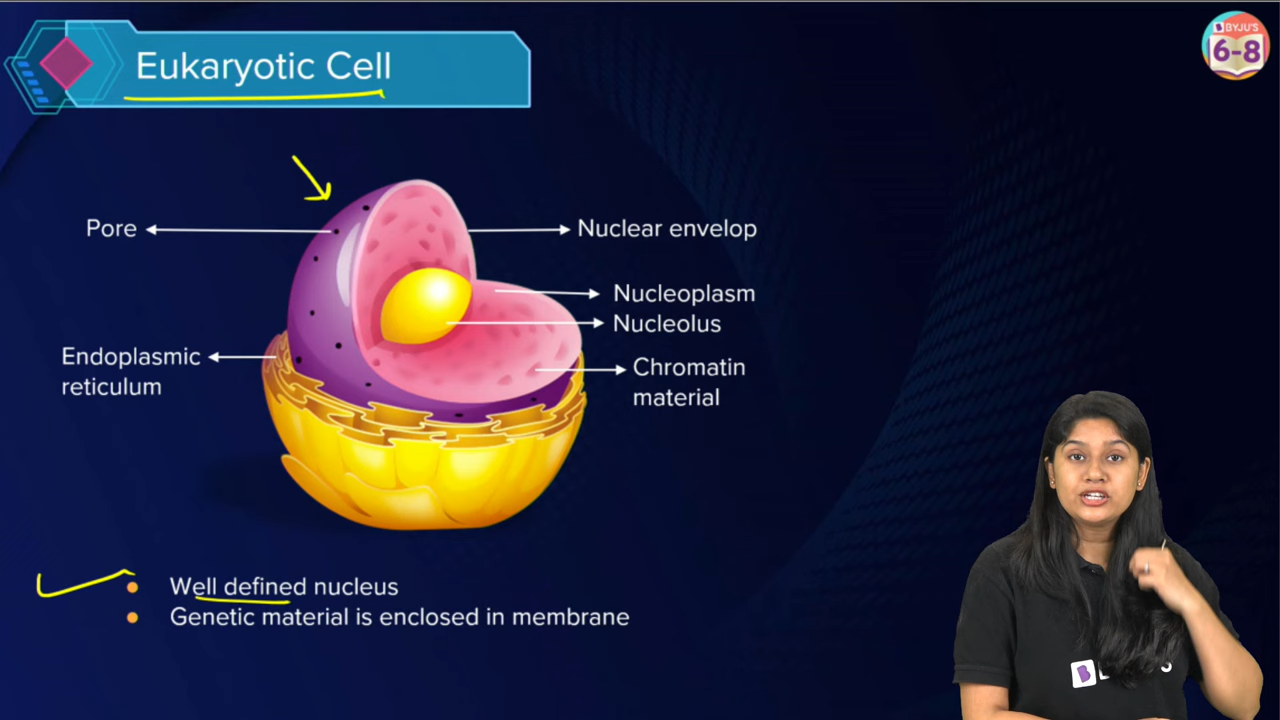 Eukaryotic Cell
BYJU'S
6-8
Pore
Nuclear envelop
Nucleoplasm
Nucleolus
Endoplasmic
reticulum
Chromatin
material
Well defined nucleus
Genetic material is enclosed in membrane